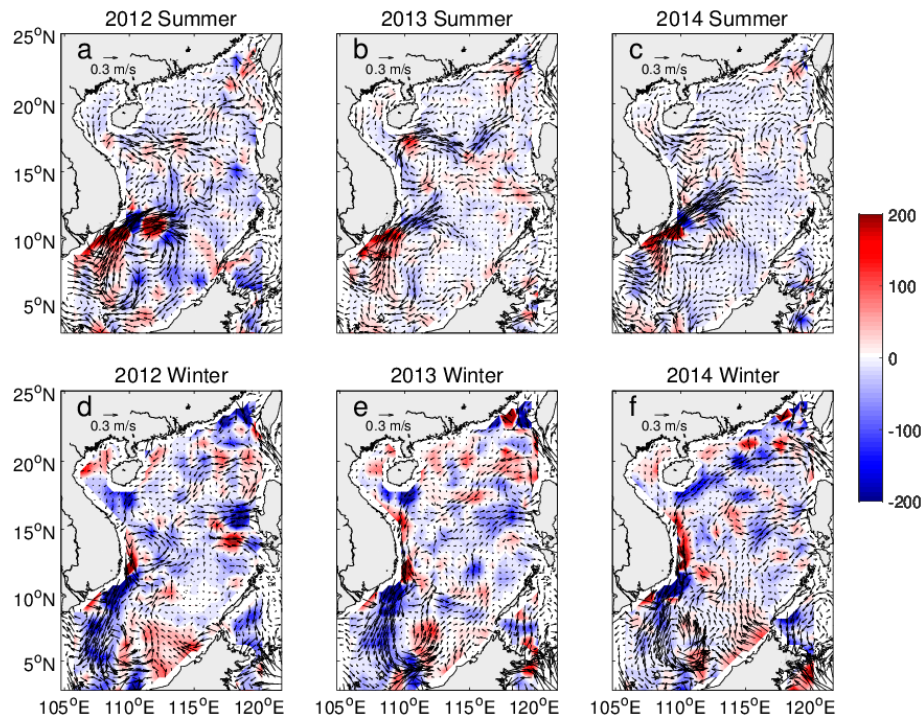 2012 Summer
2013 Summer
2014 Summer
25°N
20°N
15°N
10°N
5°N
a
0.3 m/s
b
0.3 m/s
c
0.3 m/s
200
100
0
-100
-200
2012 Winter
2013 Winter
2014 Winter
25°N
20°N
15°N
10°N
5°N
d
0.3 m/s
e
0.3 m/s
f
0.3 m/s
105°E 110°E 115°E 120°E
105°E 110°E 115°E 120°E
105°E 110°E 115°E 120°E